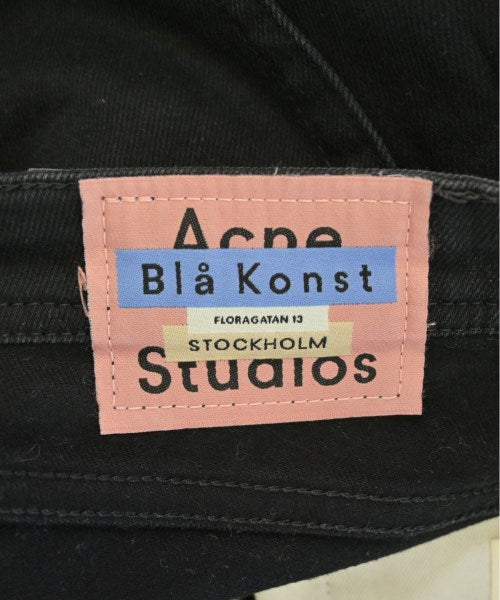 Acne
Blå Konst
FLORAGATAN 13
STOCKHOLM
Studios